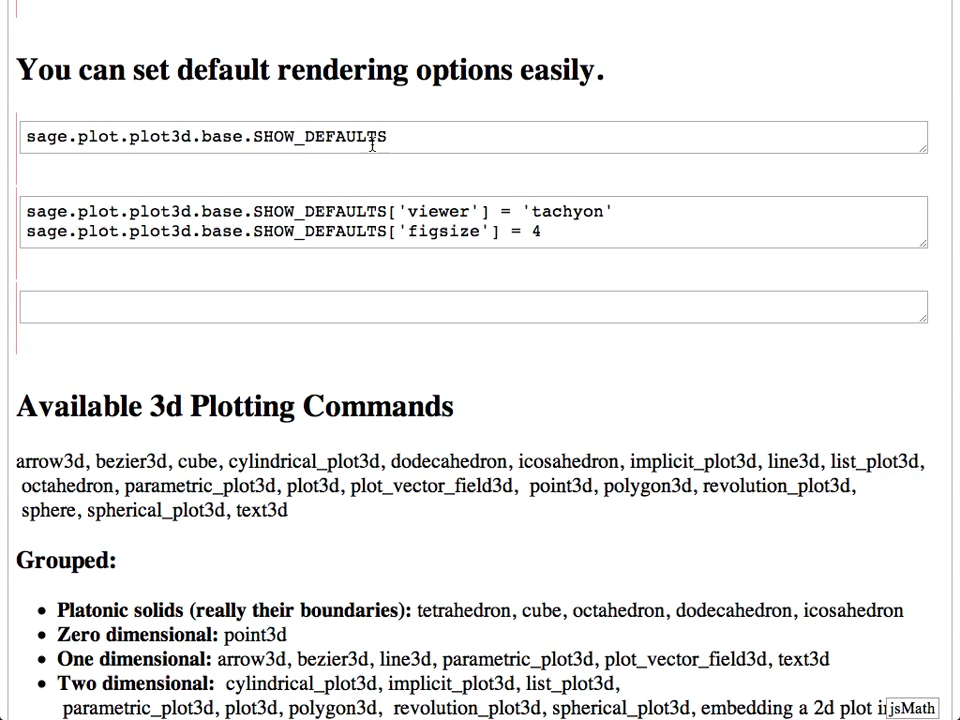 You can set default rendering options easily.
sage.plot.plot3d.base.SHOW_DEFAULTS
sage.plot.plot3d.base.SHOW_DEFAULTS['viewer'] = 'tachyon'
sage.plot.plot3d.base.SHOW_DEFAULTS['figsize'] = 4
Available 3d Plotting Commands
arrow3d, bezier3d, cube, cylindrical_plot3d, dodecahedron, icosahedron, implicit_plot3d, line3d, list_plot3d,
octahedron, parametric_plot3d, plot3d, plot_vector_field3d,  point3d, polygon3d, revolution_plot3d,
sphere, spherical_plot3d, text3d
Grouped:
• Platonic solids (really their boundaries): tetrahedron, cube, octahedron, dodecahedron, icosahedron
• Zero dimensional: point3d
• One dimensional: arrow3d, bezier3d, line3d, parametric_plot3d, plot_vector_field3d, text3d
• Two dimensional:  cylindrical_plot3d, implicit_plot3d, list_plot3d,
parametric_plot3d, plot3d, polygon3d,  revolution_plot3d, spherical_plot3d, embedding a 2d plot
jsMath